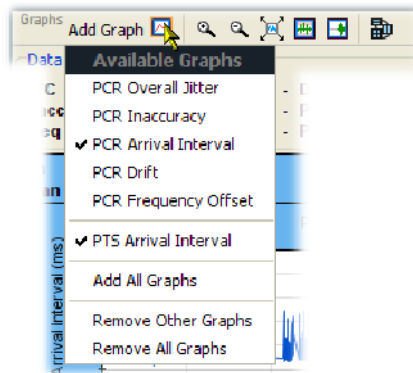 Graphs
Add Graph
Data
Available Graphs
PCR Overall Jitter
PCR Inaccuracy
PCR Arrival Interval
PCR Drift
PCR Frequency Offset
PTS Arrival Interval
Add All Graphs
Remove Other Graphs
Remove All Graphs
Arrival Interval (ms)